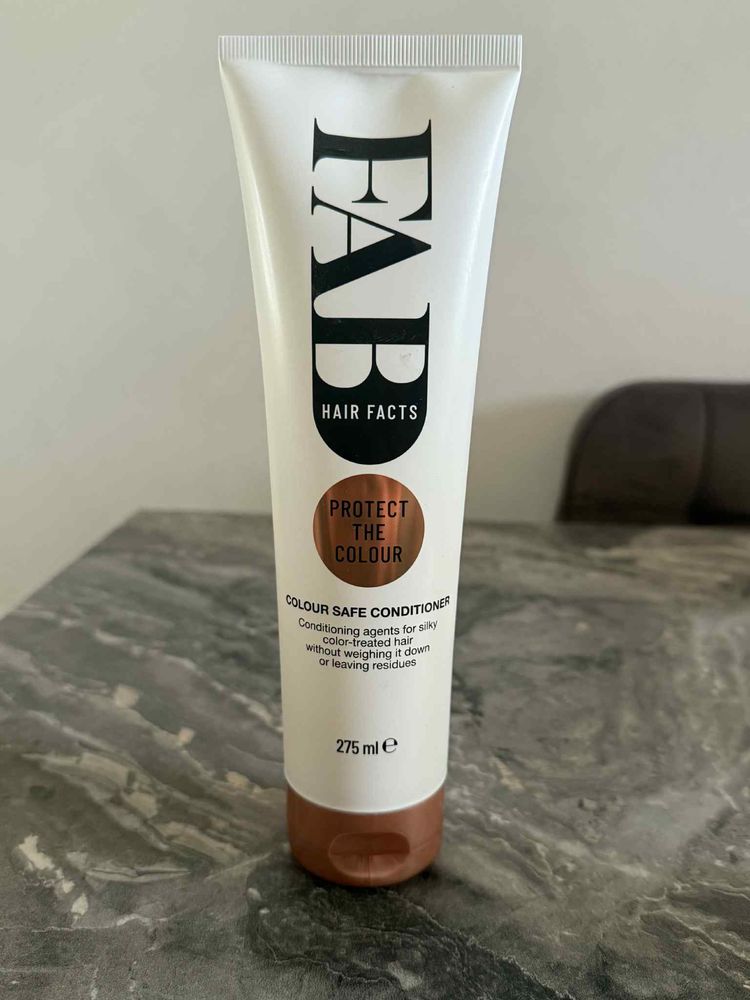 FAB
HAIR FACTS
PROTECT
THE
COLOUR
COLOUR SAFE CONDITIONER
Conditioning agents for silky
color-treated hair
without weighing it down
or leaving residues
275 ml ℮